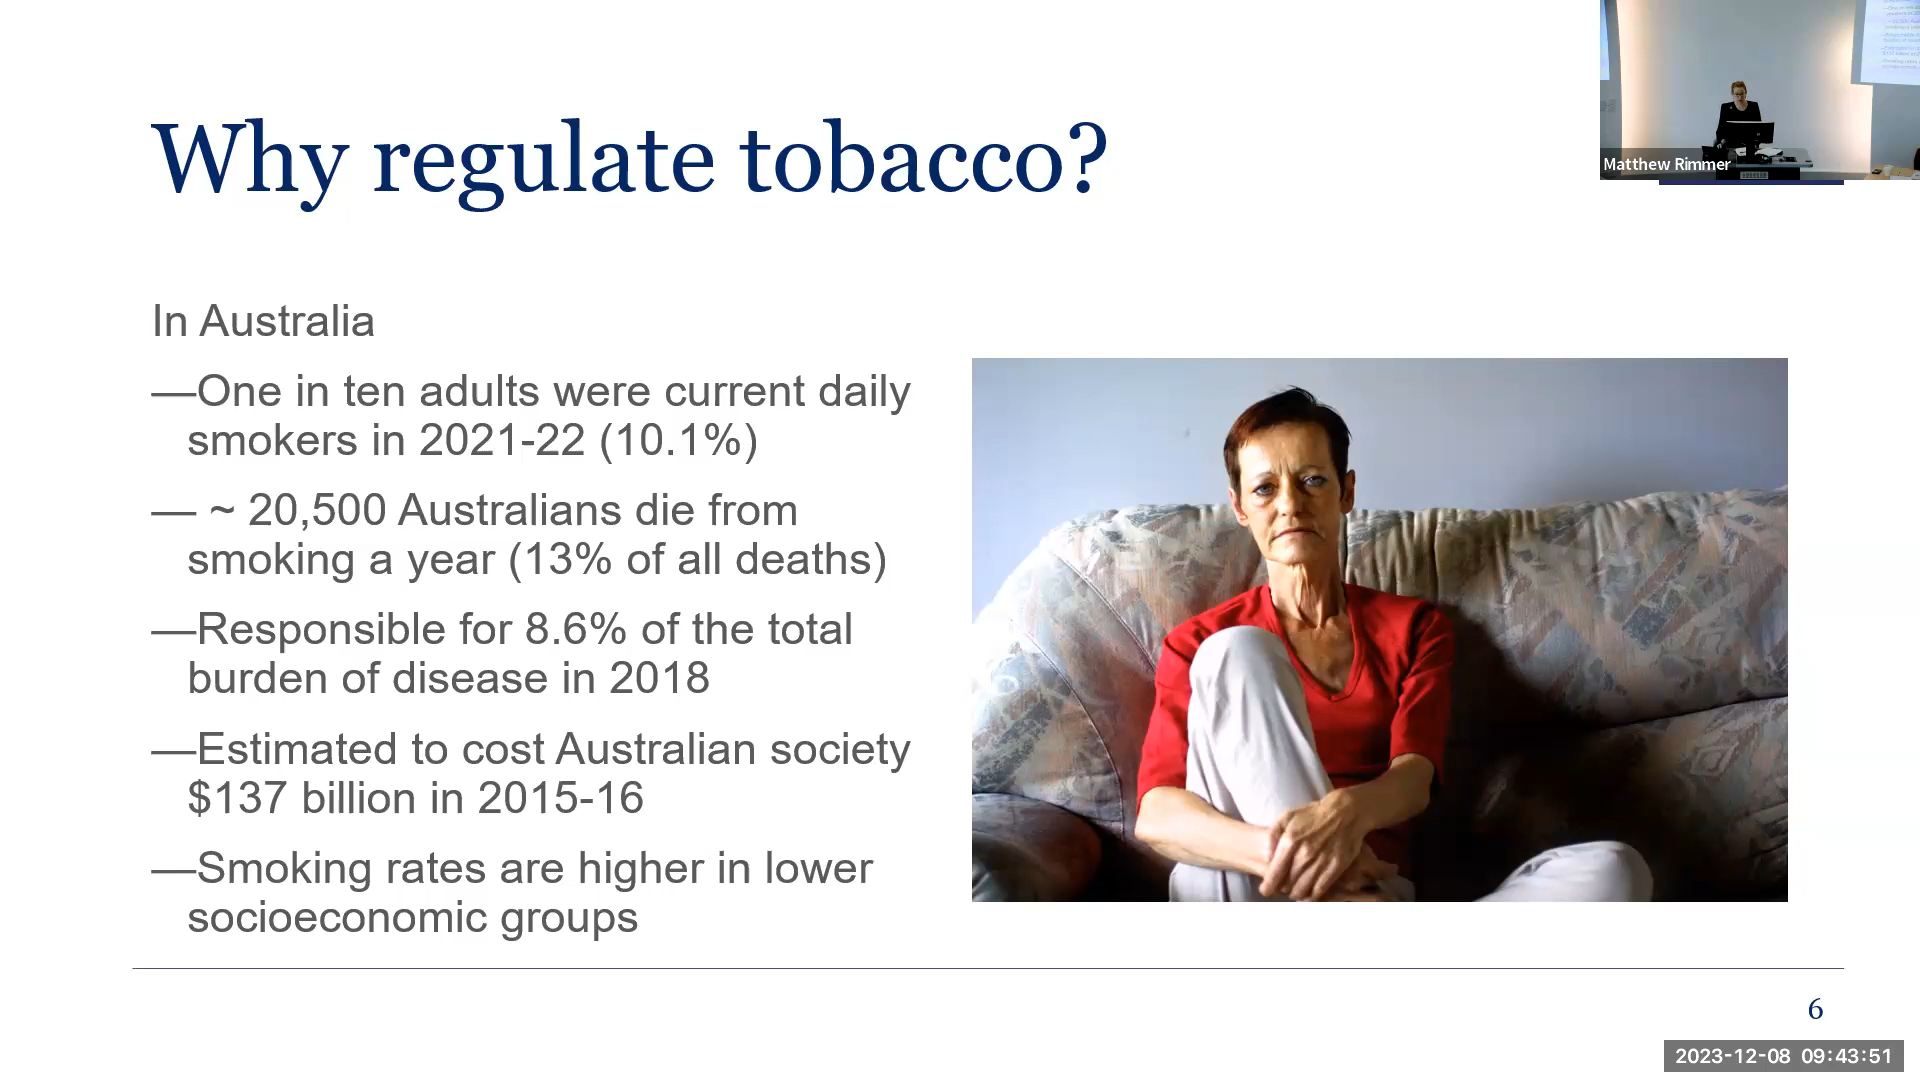 Why regulate tobacco?
Matthew Rimmer
In Australia
—One in ten adults were current daily
smokers in 2021-22 (10.1%)
— ~ 20,500 Australians die from
smoking a year (13% of all deaths)
—Responsible for 8.6% of the total
burden of disease in 2018
—Estimated to cost Australian society
$137 billion in 2015-16
—Smoking rates are higher in lower
socioeconomic groups
6
2023-12-08 09:43:51